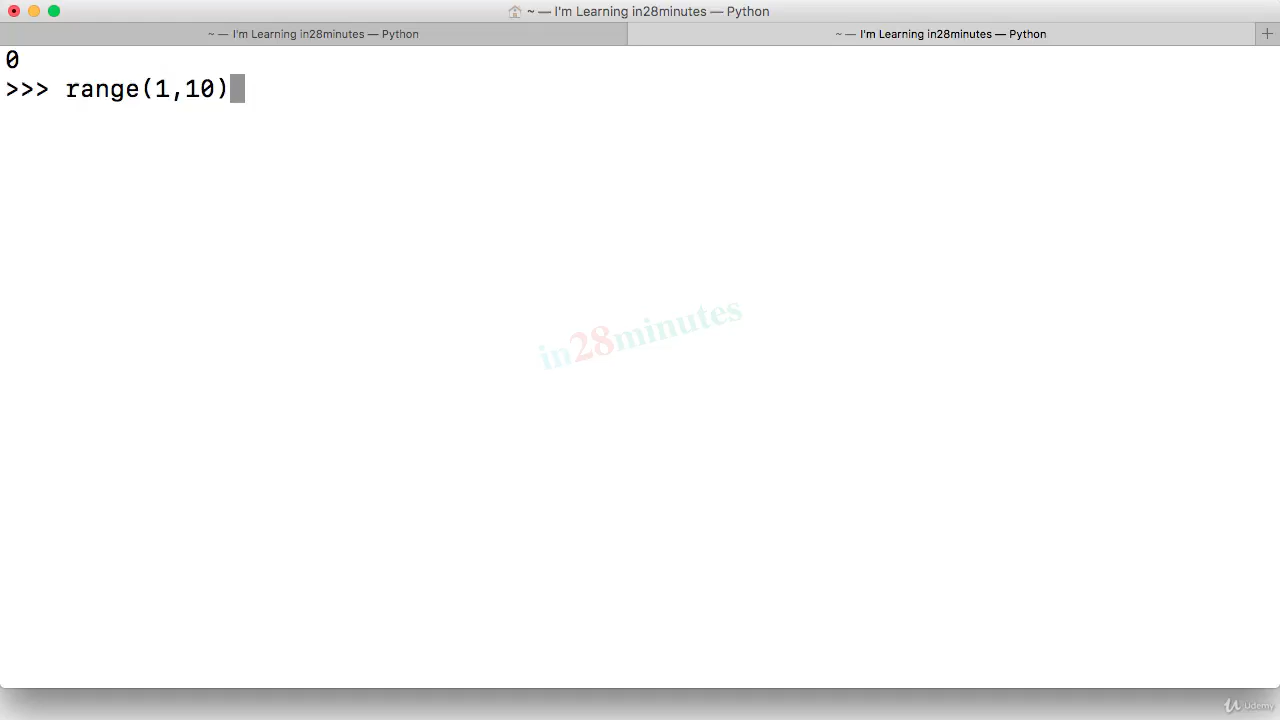 ~ — I'm Learning in28minutes — Python
~ — I'm Learning in28minutes — Python
~ — I'm Learning in28minutes — Python
0
>>> range(1,10)
in28minutes
udemy